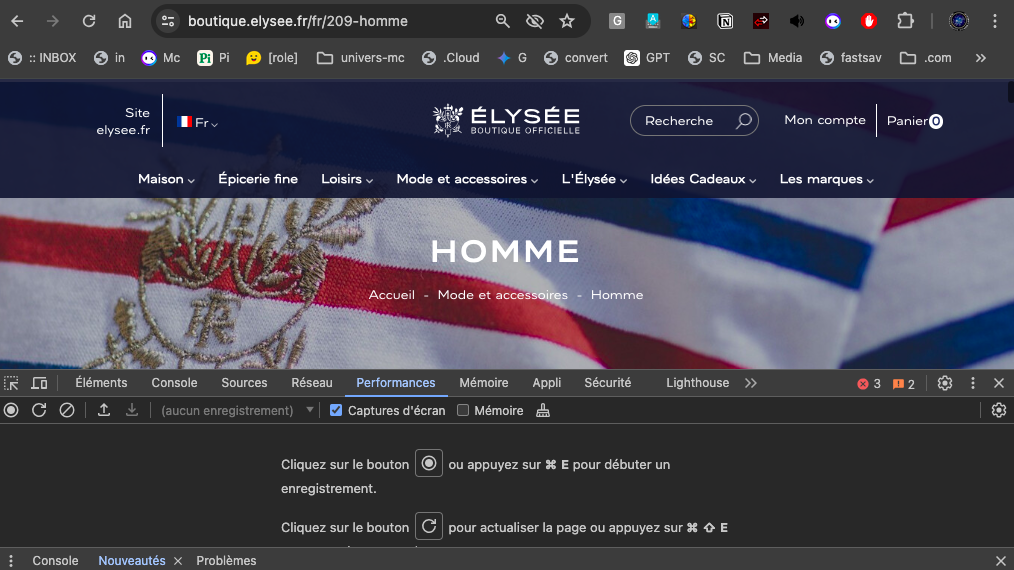 boutique.elysee.fr/fr/209-homme
:: INBOX in Mc Pi [role] univers-mc .Cloud G convert GPT SC Media fastsav .com »
Site
elysee.fr
Fr
ÉLYSÉE
BOUTIQUE OFFICIELLE
Recherche
Mon compte
Panier 0
Maison Épicerie fine Loisirs Mode et accessoires L'Élysée Idées Cadeaux Les marques
HOMME
Accueil - Mode et accessoires - Homme
Éléments Console Sources Réseau Performances Mémoire Appli Sécurité Lighthouse » 3 2
(aucun enregistrement) Captures d'écran Mémoire
Cliquez sur le bouton ou appuyez sur ⌘ E pour débuter un
enregistrement.
Cliquez sur le bouton pour actualiser la page ou appuyez sur ⌘ ⇧ E
Console Nouveautés × Problèmes